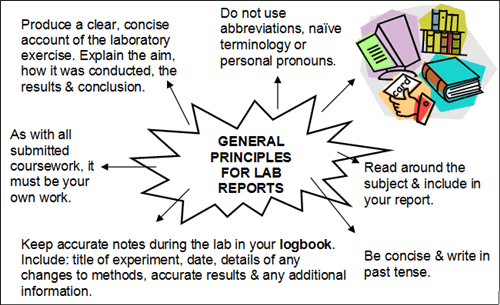 Produce a clear, concise
account of the laboratory
exercise. Explain the aim,
how it was conducted, the
results & conclusion.
Do not use
abbreviations, naïve
terminology or
personal pronouns.
card
As with all
submitted
coursework, it
must be your
own work.
GENERAL
PRINCIPLES
FOR LAB
REPORTS
Read around the
subject & include in
your report.
Keep accurate notes during the lab in your logbook.
Include: title of experiment, date, details of any
changes to methods, accurate results & any additional
information.
Be concise & write in
past tense.